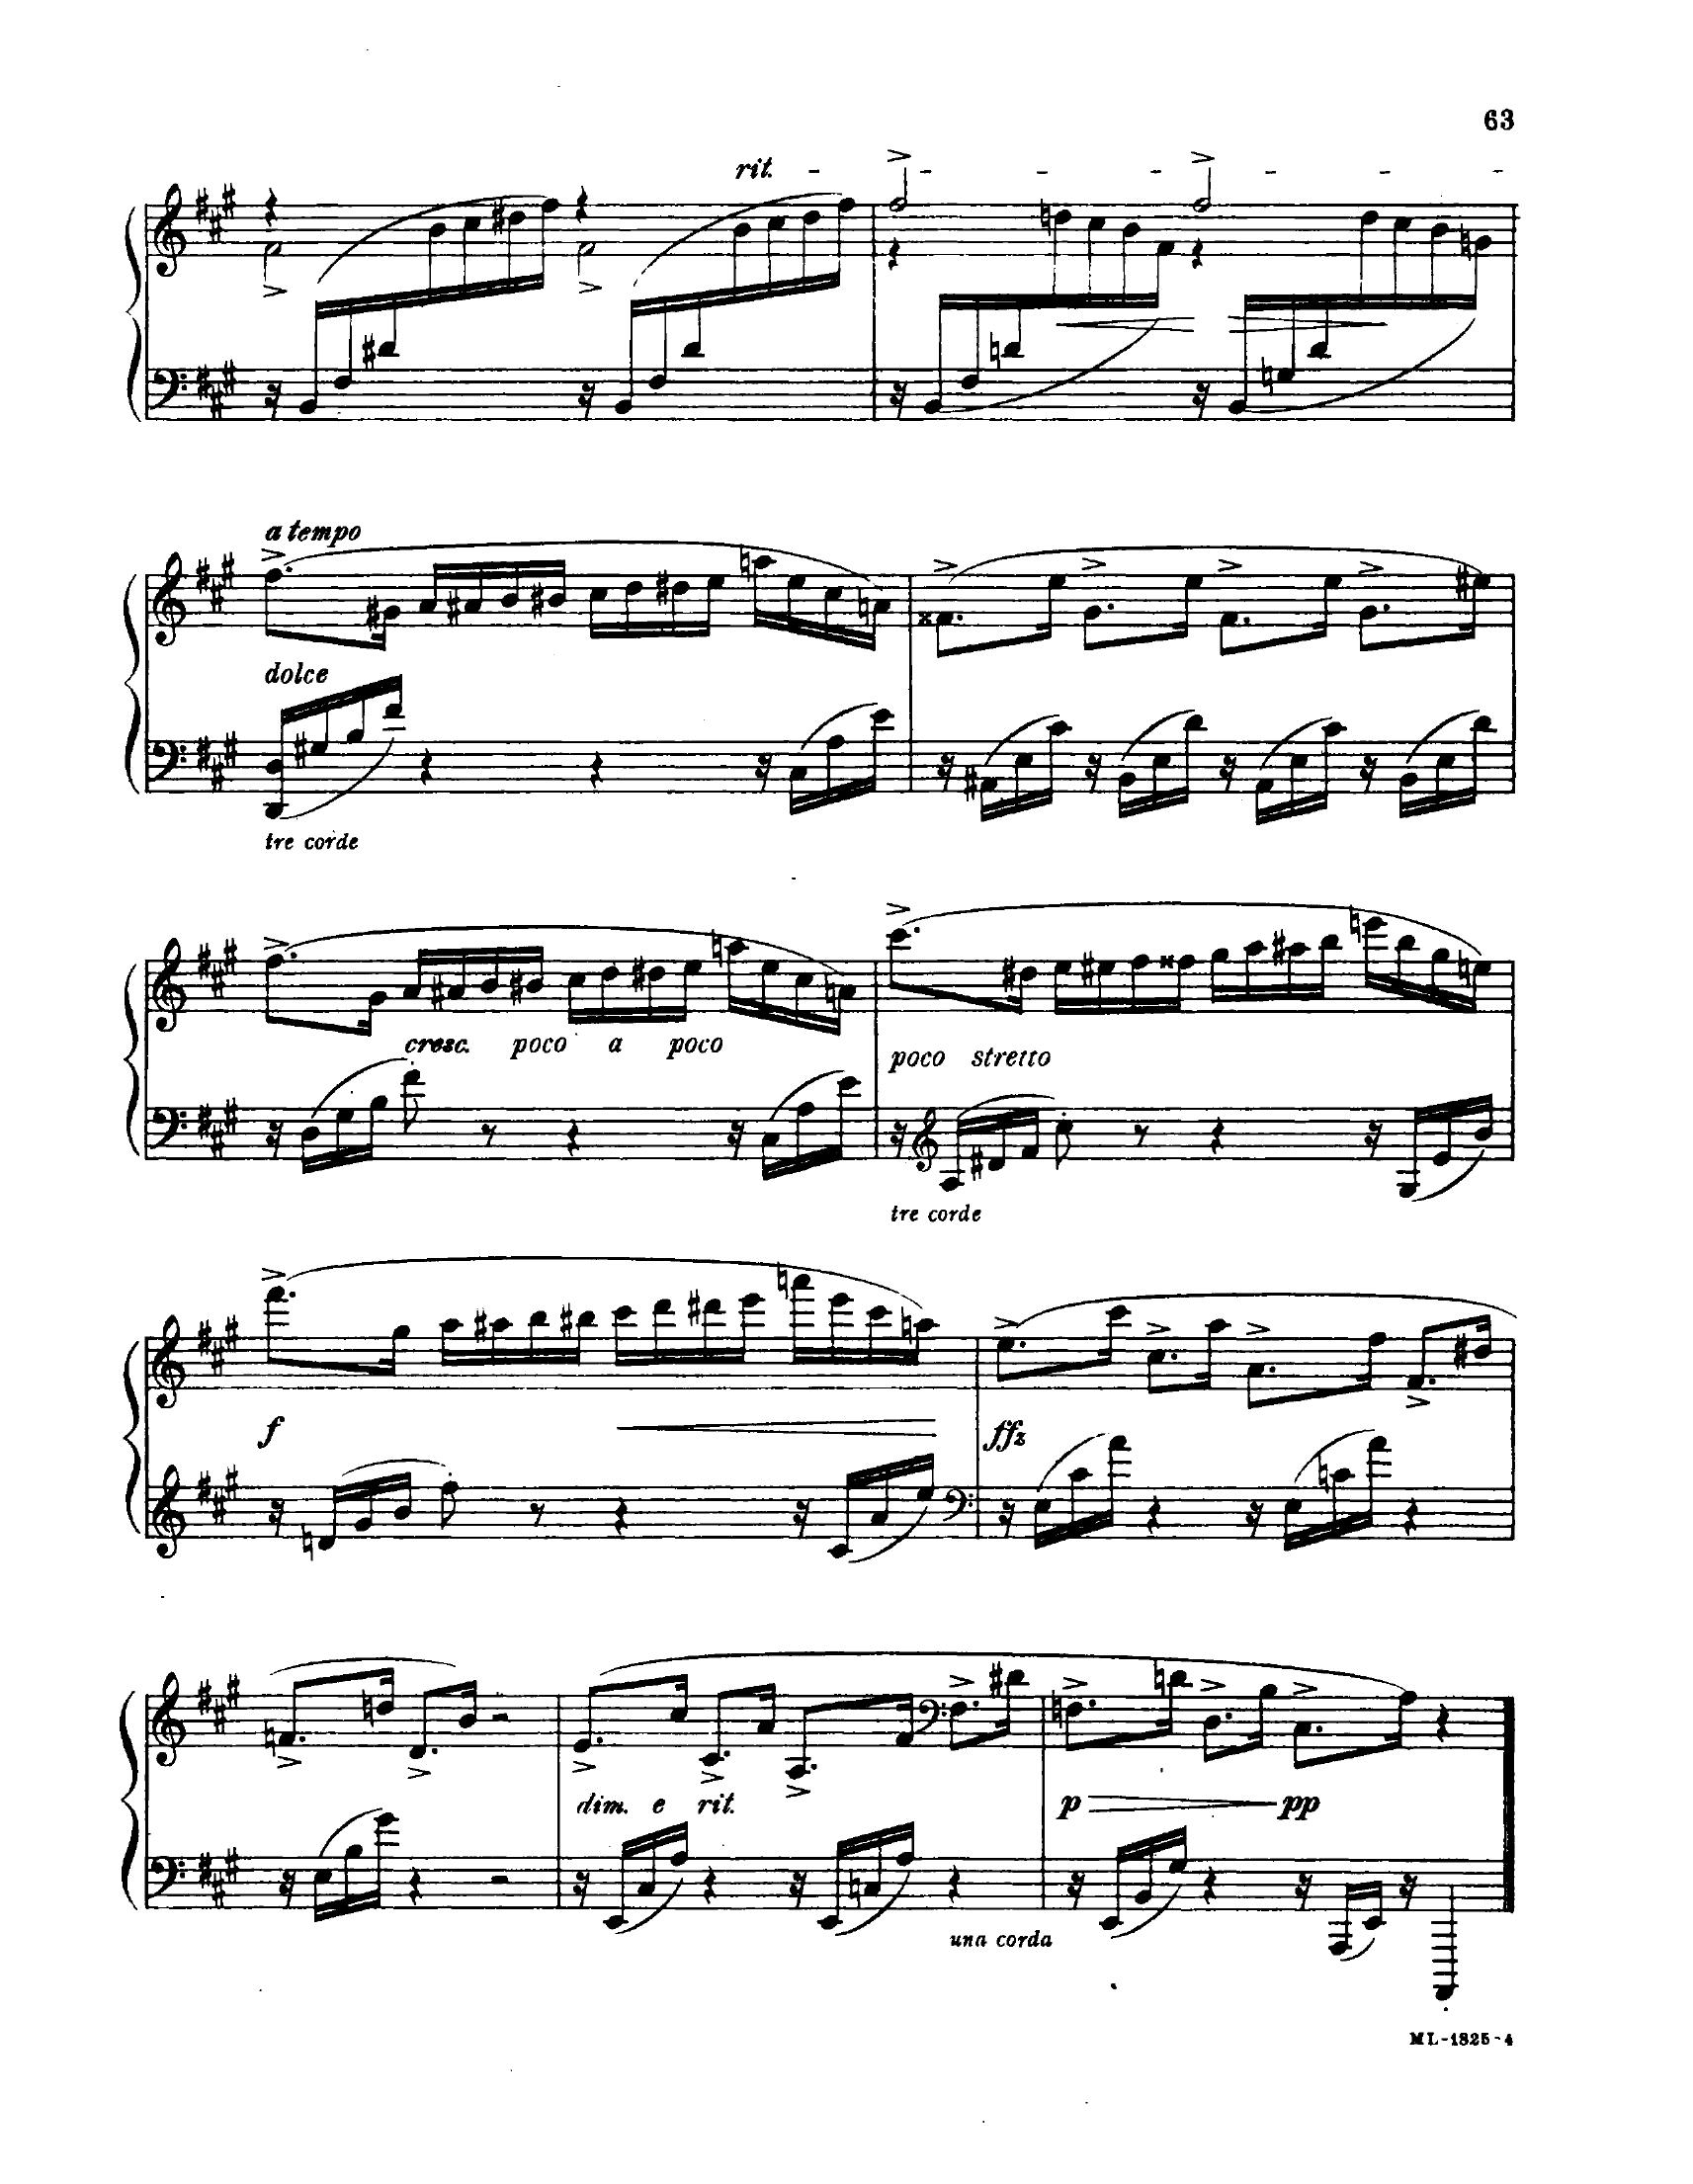 63
rit.
a tempo
dolce
tre corde
cresc. poco a poco
poco stretto
tre corde
f
ffz
dim. e rit.
p
pp
una corda
ML-1825-4